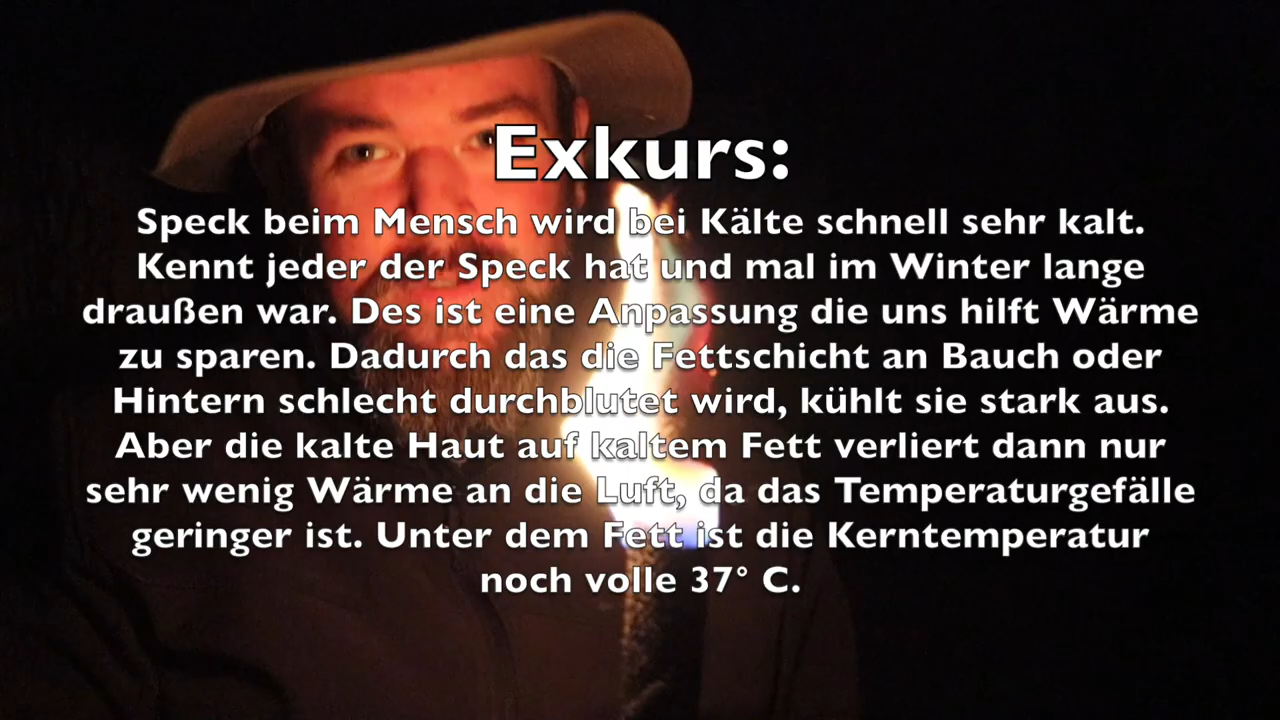 Exkurs:
Speck beim Mensch wird bei Kälte schnell sehr kalt.
Kennt jeder der Speck hat und mal im Winter lange
draußen war. Des ist eine Anpassung die uns hilft Wärme
zu sparen. Dadurch das die Fettschicht an Bauch oder
Hintern schlecht durchblutet wird, kühlt sie stark aus.
Aber die kalte Haut auf kaltem Fett verliert dann nur
sehr wenig Wärme an die Luft, da das Temperaturgefälle
geringer ist. Unter dem Fett ist die Kerntemperatur
noch volle 37° C.